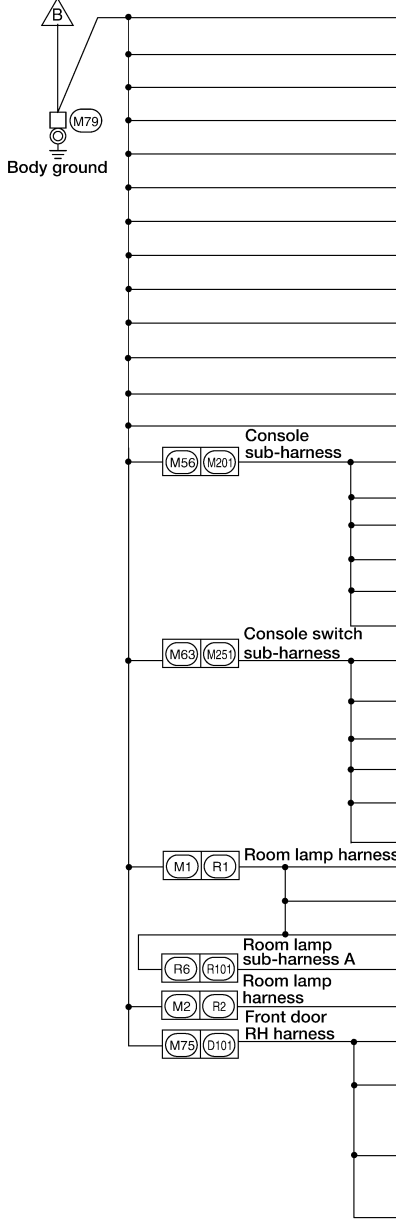 B
M79
Body ground
Console
sub-harness
M56 M201
Console switch
sub-harness
M63 M251
Room lamp harness
M1 R1
Room lamp
sub-harness A
R6 R101
Room lamp
harness
M2 R2
Front door
RH harness
M75 D101